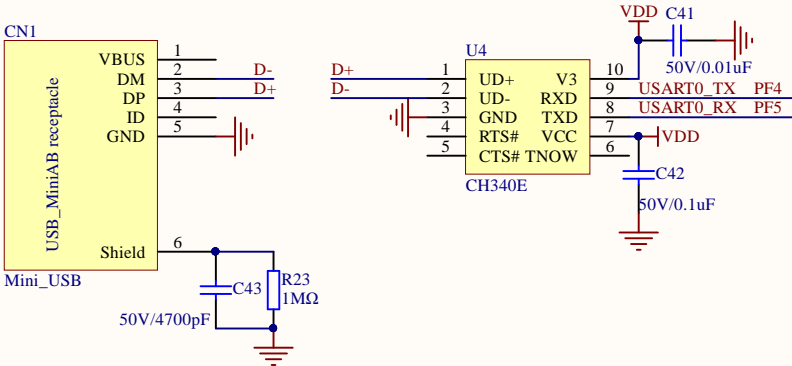 CN1
USB_MiniAB receptacle
VBUS 1
DM 2 D-
DP 3 D+
ID 4
GND 5
Shield 6
Mini_USB
C43
50V/4700pF
R23
1MΩ
D+
D-
U4
1 UD+ V3 10
2 UD- RXD 9 USART0_TX PF4
3 GND TXD 8 USART0_RX PF5
4 RTS# VCC 7 VDD
5 CTS# TNOW 6
CH340E
VDD C41
50V/0.01uF
C42
50V/0.1uF